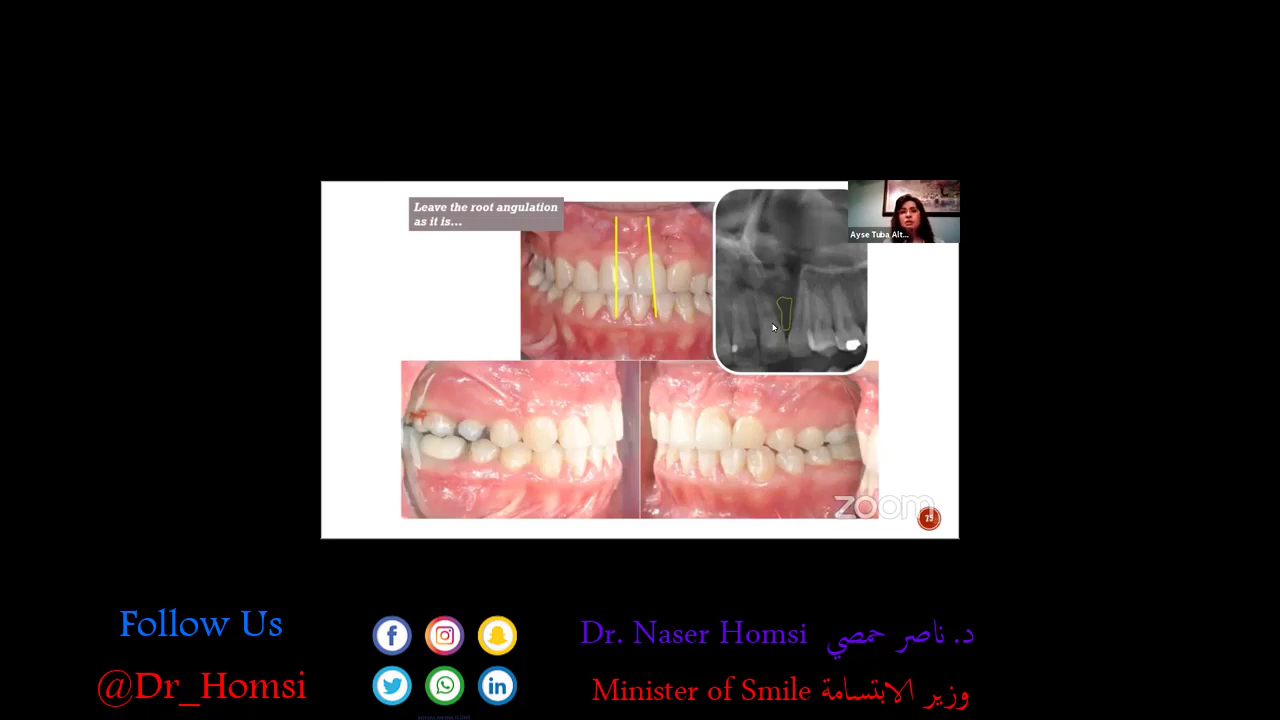 Leave the root angulation
as it is...
Ayse Tuba Alt...
zoom
75
Follow Us
Dr. Naser Homsi د. ناصر حمصي
@Dr_Homsi
Minister of Smile وزير الابتسامة